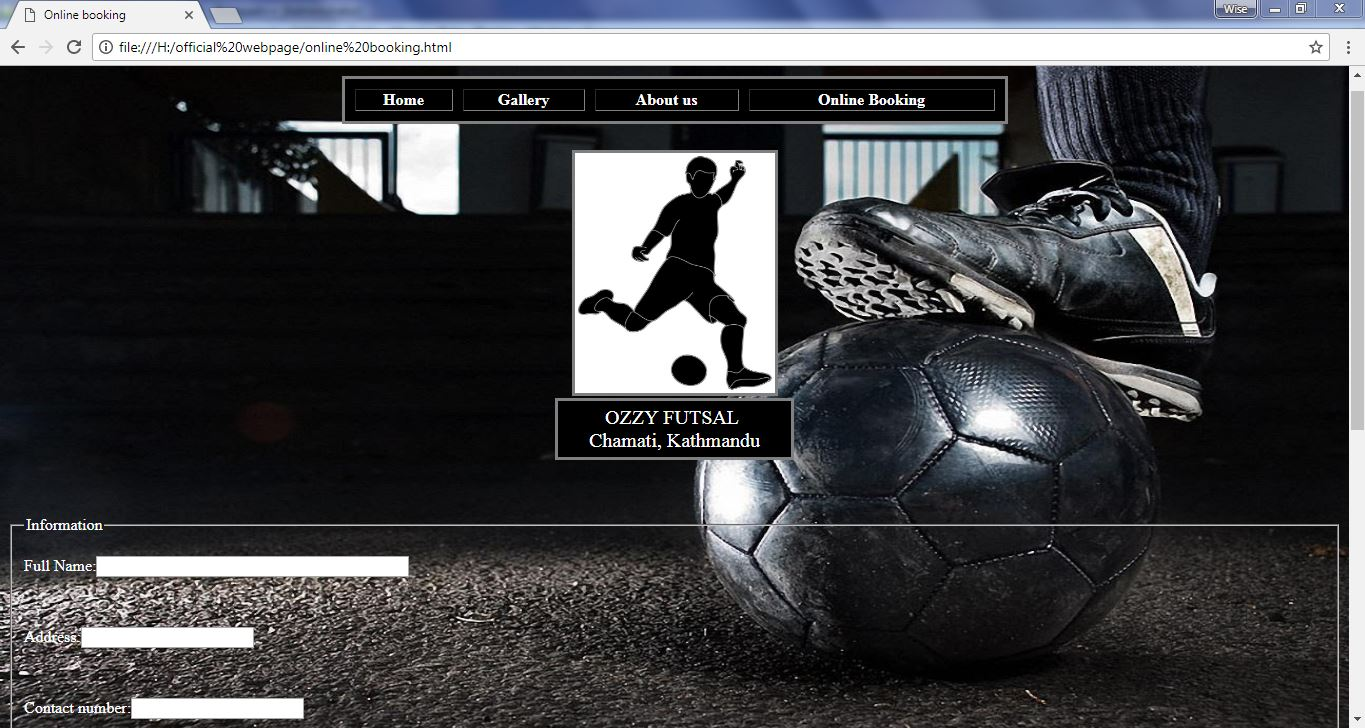 Online booking
Wise
file:///H:/official%20webpage/online%20booking.html
Home Gallery About us Online Booking
OZZY FUTSAL
Chamati, Kathmandu
Information
Full Name:
Address:
Contact number: